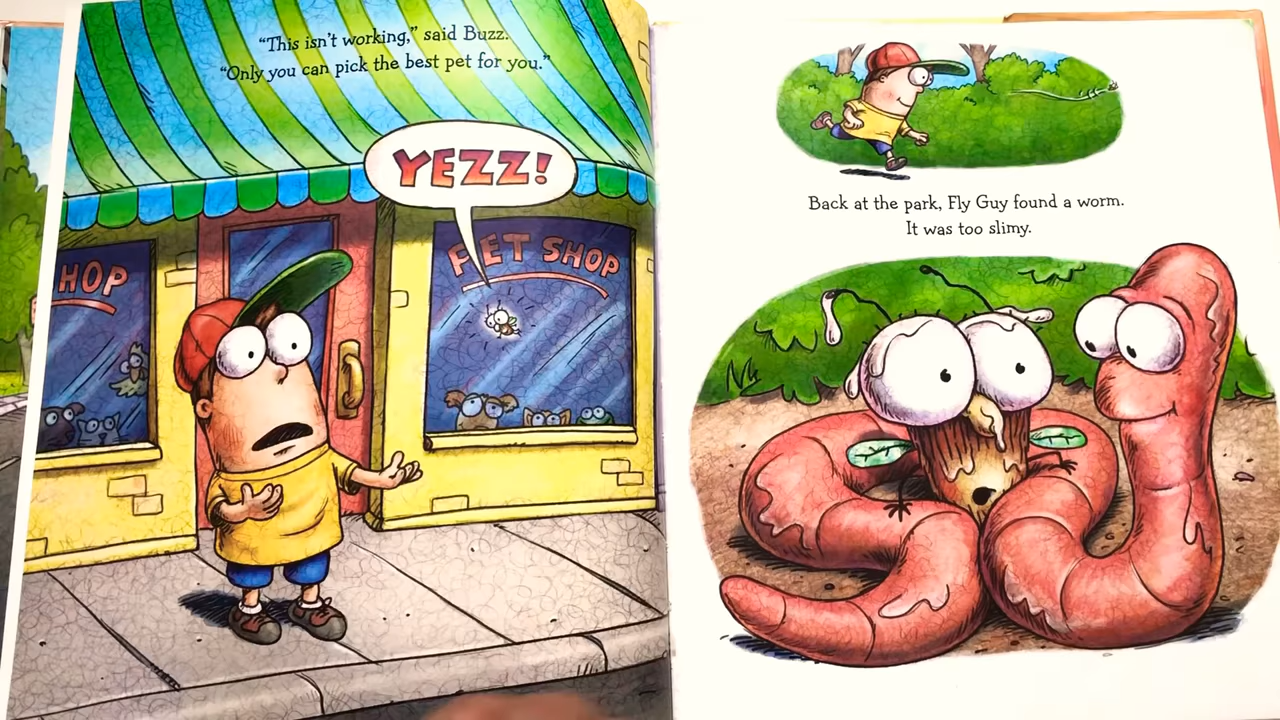 “This isn’t working,” said Buzz.
“Only you can pick the best pet for you.”
YEZZ!
HOP
PET SHOP
Back at the park, Fly Guy found a worm.
It was too slimy.